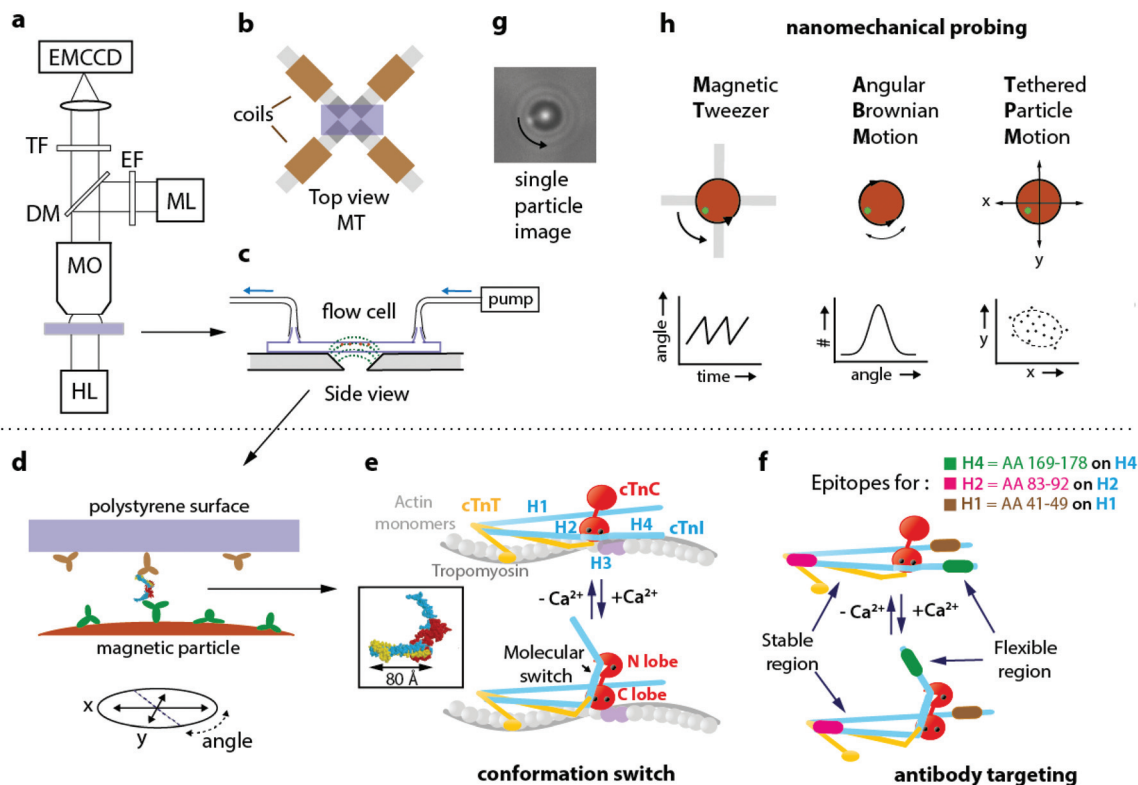 a
EMCCD
TF
EF
DM
ML
MO
HL
b
coils
Top view
MT
c
pump
flow cell
Side view
g
single
particle
image
h
nanomechanical probing
Magnetic
Tweezer
Angular
Brownian
Motion
Tethered
Particle
Motion
x
y
angle
time
#
angle
y
x
d
polystyrene surface
magnetic particle
x
y
angle
e
Actin
monomers
cTnT
H1
cTnC
H2
H4
cTnI
Tropomyosin
H3
- Ca²⁺
+Ca²⁺
80 Å
Molecular
switch
N lobe
C lobe
conformation switch
f
Epitopes for :
H4 = AA 169-178 on H4
H2 = AA 83-92 on H2
H1 = AA 41-49 on H1
- Ca²⁺
+Ca²⁺
Stable
region
Flexible
region
antibody targeting